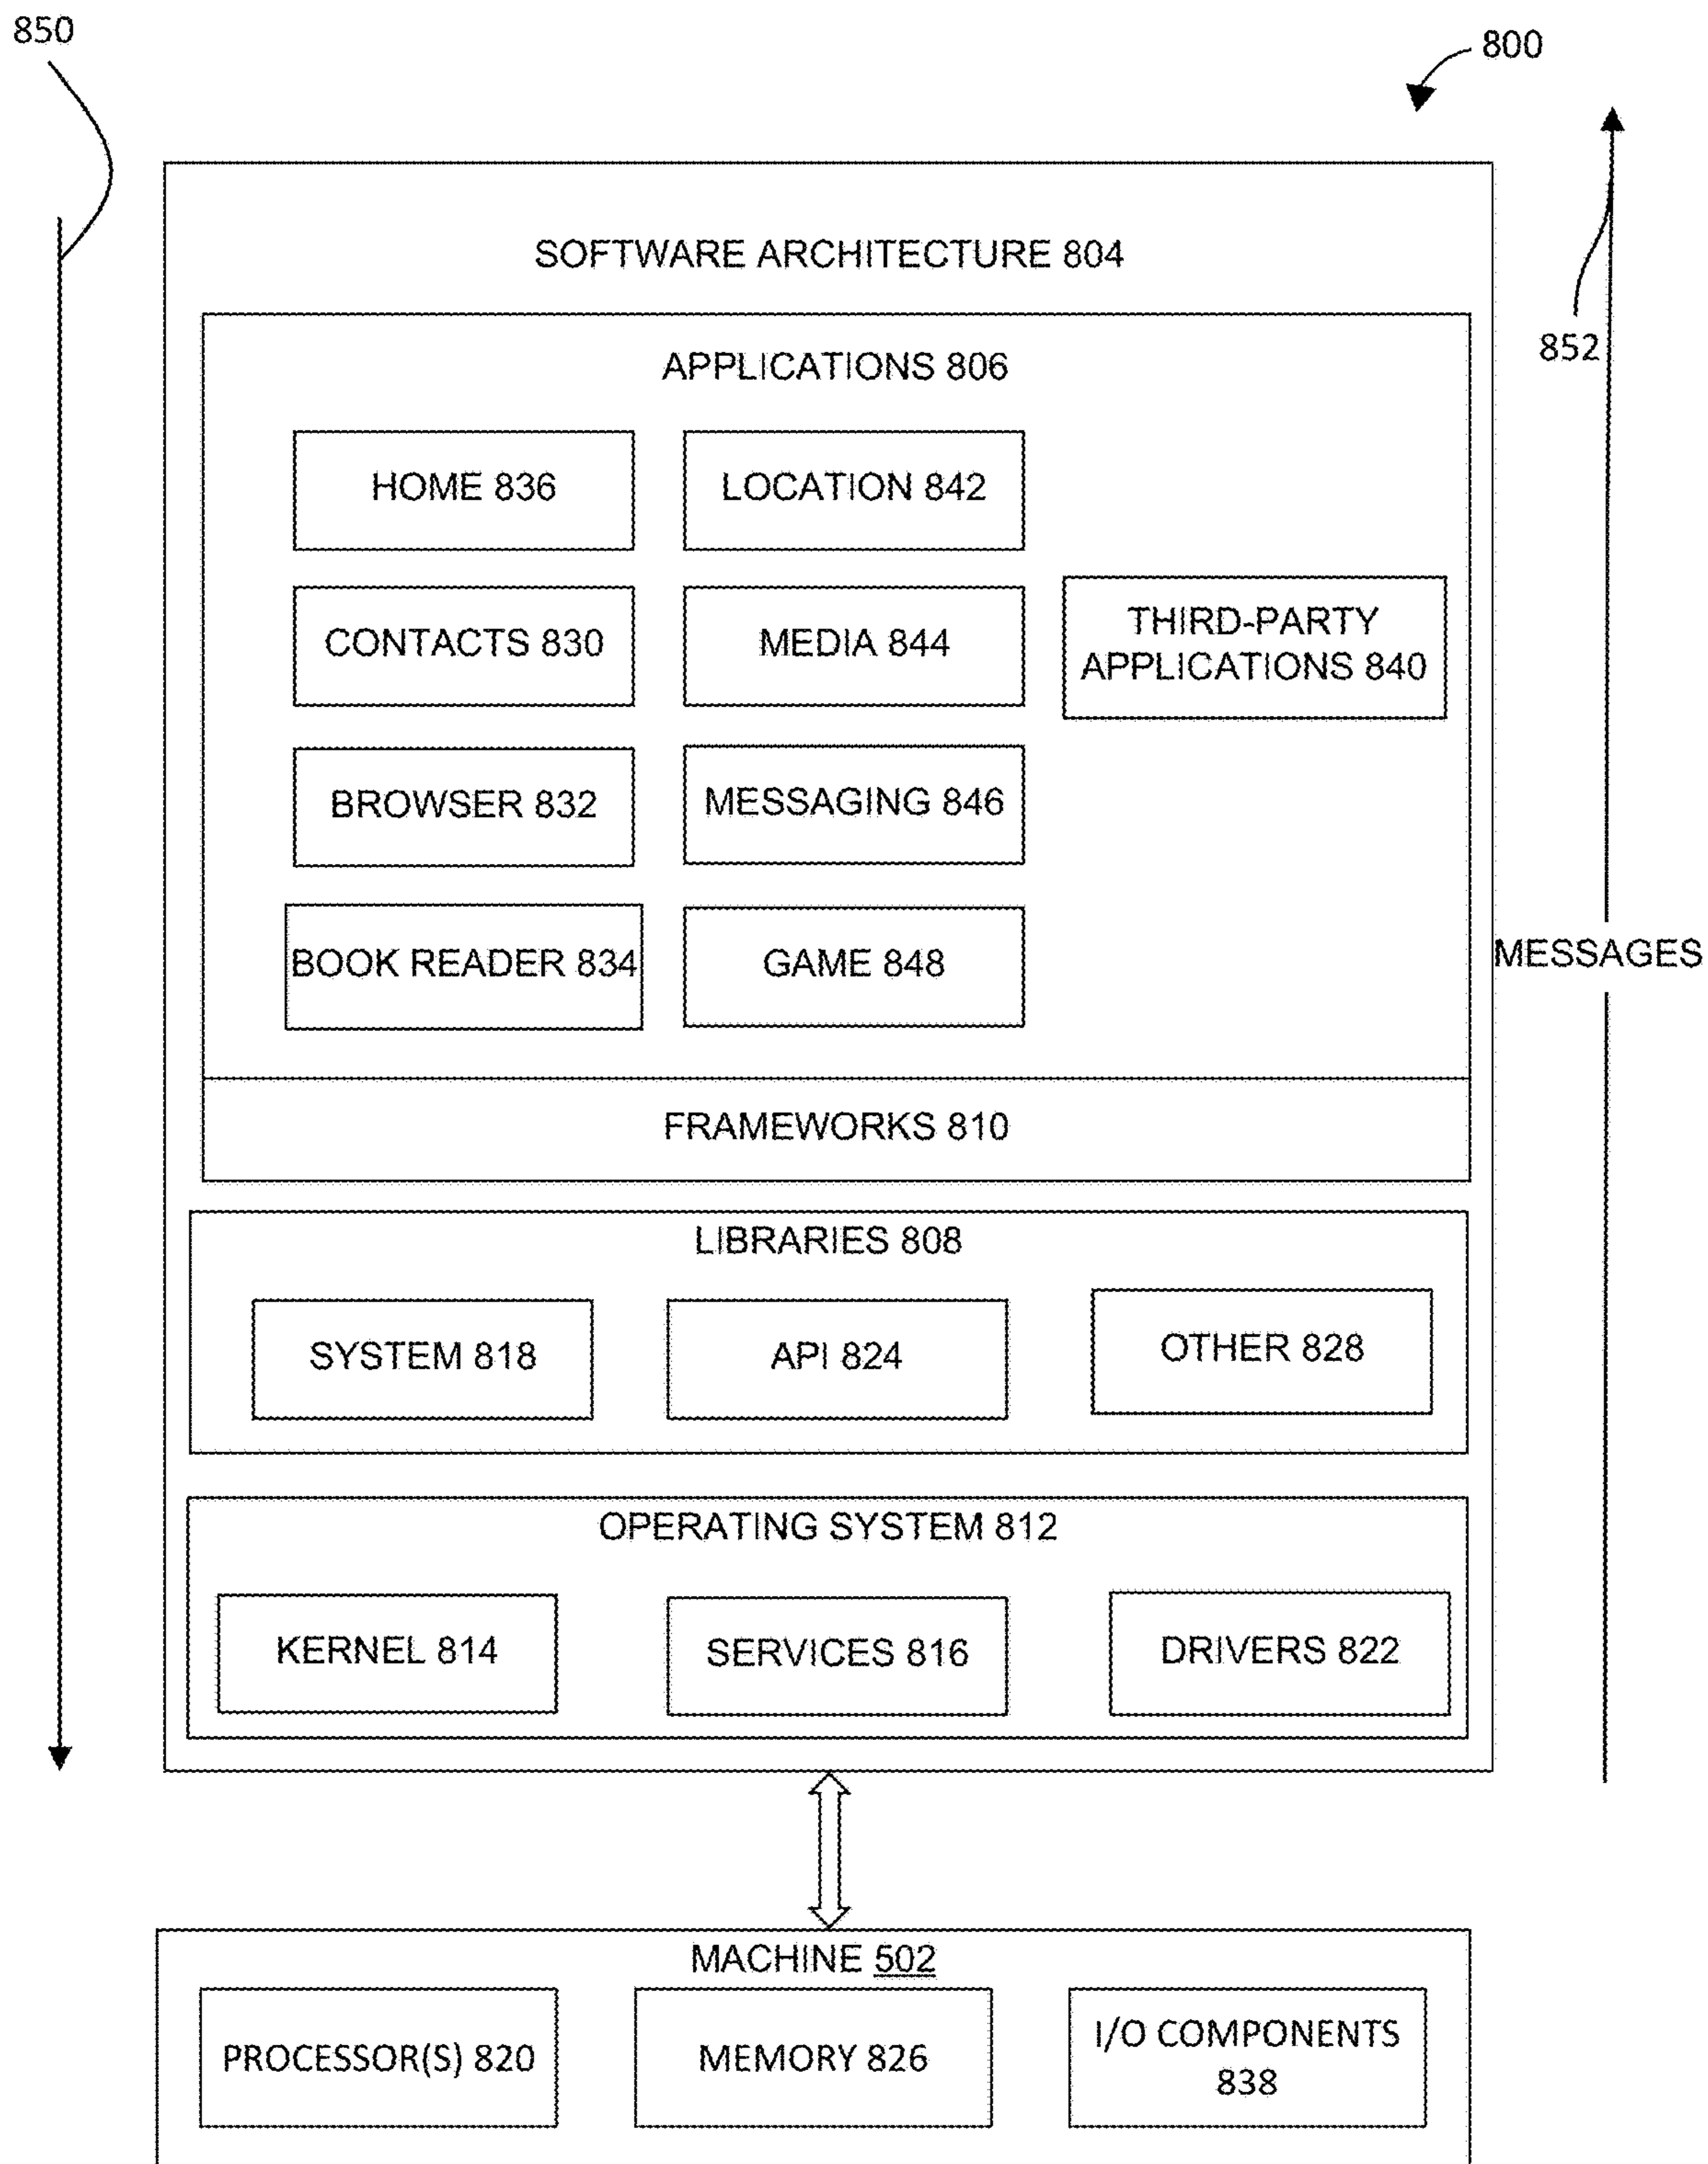 850
800
SOFTWARE ARCHITECTURE 804
852
APPLICATIONS 806
HOME 836
LOCATION 842
CONTACTS 830
MEDIA 844
THIRD-PARTY
APPLICATIONS 840
BROWSER 832
MESSAGING 846
BOOK READER 834
GAME 848
MESSAGES
FRAMEWORKS 810
LIBRARIES 808
SYSTEM 818
API 824
OTHER 828
OPERATING SYSTEM 812
KERNEL 814
SERVICES 816
DRIVERS 822
MACHINE 502
PROCESSOR(S) 820
MEMORY 826
I/O COMPONENTS
838